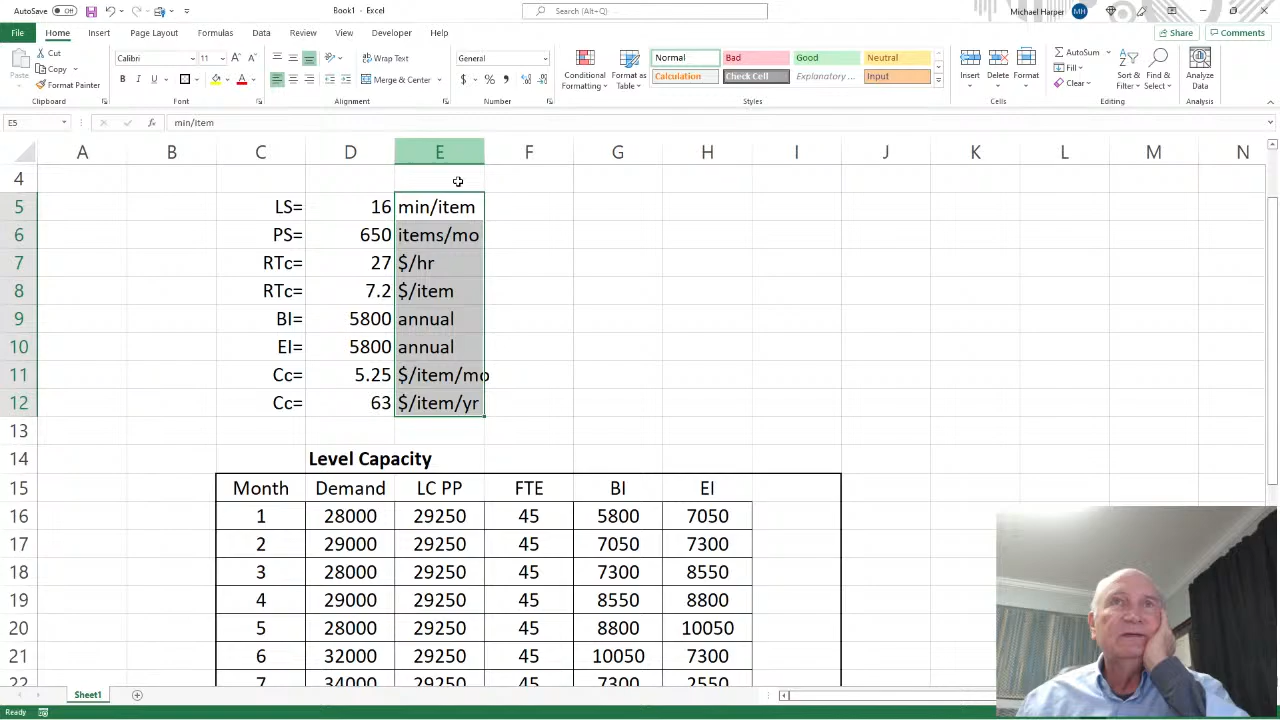 AutoSave Off Book1 - Excel Search (Alt+Q) Michael Harper MH
File Home Insert Page Layout Formulas Data Review View Developer Help Share Comments
Paste Cut Copy Format Painter Clipboard
Calibri 11 B I U Font
Wrap Text Merge & Center Alignment
General $ % Number
Conditional Formatting Format as Table
Normal Bad Good Neutral
Calculation Check Cell Explanatory... Input
Styles
Insert Delete Format Cells
AutoSum Fill Clear Sort & Filter Find & Select Editing
Analyze Data Analysis
E5 fx min/item
A B C D E F G H I J K L M N
4
5 LS= 16 min/item
6 PS= 650 items/mo
7 RTc= 27 $/hr
8 RTc= 7.2 $/item
9 BI= 5800 annual
10 EI= 5800 annual
11 Cc= 5.25 $/item/mo
12 Cc= 63 $/item/yr
13
14 Level Capacity
15 Month Demand LC PP FTE BI EI
16 1 28000 29250 45 5800 7050
17 2 29000 29250 45 7050 7300
18 3 28000 29250 45 7300 8550
19 4 29000 29250 45 8550 8800
20 5 28000 29250 45 8800 10050
21 6 32000 29250 45 10050 7300
22 7 34000 29250 45 7300 2550
Sheet1
Ready